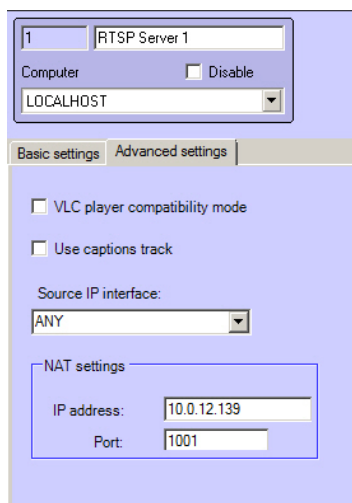 1 RTSP Server 1
Computer Disable
LOCALHOST
Basic settings Advanced settings
VLC player compatibility mode
Use captions track
Source IP interface:
ANY
NAT settings
IP address: 10.0.12.139
Port: 1001